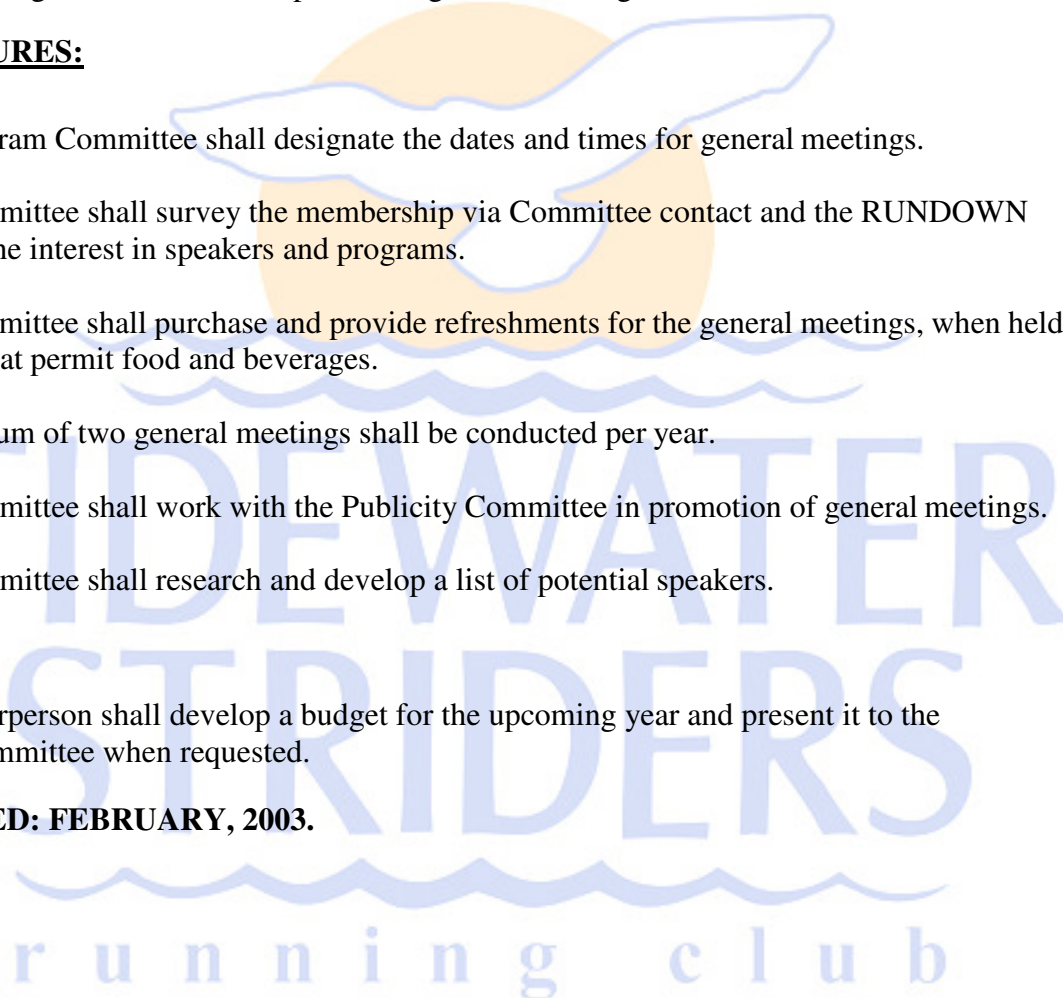 URES:
ram Committee shall designate the dates and times for general meetings.
mittee shall survey the membership via Committee contact and the RUNDOWN
ne interest in speakers and programs.
mittee shall purchase and provide refreshments for the general meetings, when held
at permit food and beverages.
um of two general meetings shall be conducted per year.
mittee shall work with the Publicity Committee in promotion of general meetings.
mittee shall research and develop a list of potential speakers.
rperson shall develop a budget for the upcoming year and present it to the
mmittee when requested.
ED: FEBRUARY, 2003.
TIDEWATER
STRIDERS
running club